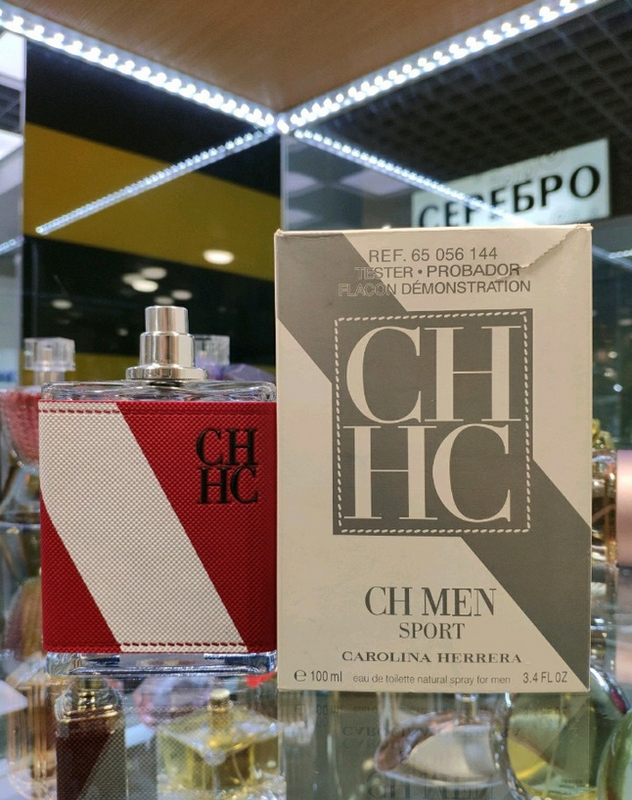 СЕРЕБРО
REF. 65 056 144
TESTER • PROBADOR
FLACON DÉMONSTRATION
CH
HC
CH
HC
CH MEN
SPORT
CAROLINA HERRERA
e 100 ml eau de toilette natural spray for men 3.4 FL OZ